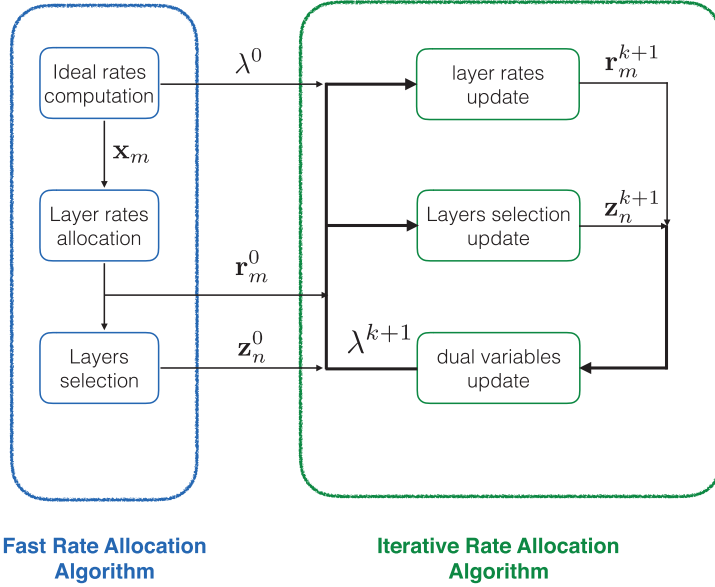 Ideal rates
computation
λ^0
layer rates
update
r_m^{k+1}
x_m
Layer rates
allocation
Layers selection
update
z_n^{k+1}
r_m^0
Layers
selection
z_n^0
λ^{k+1}
dual variables
update
Fast Rate Allocation
Algorithm
Iterative Rate Allocation
Algorithm